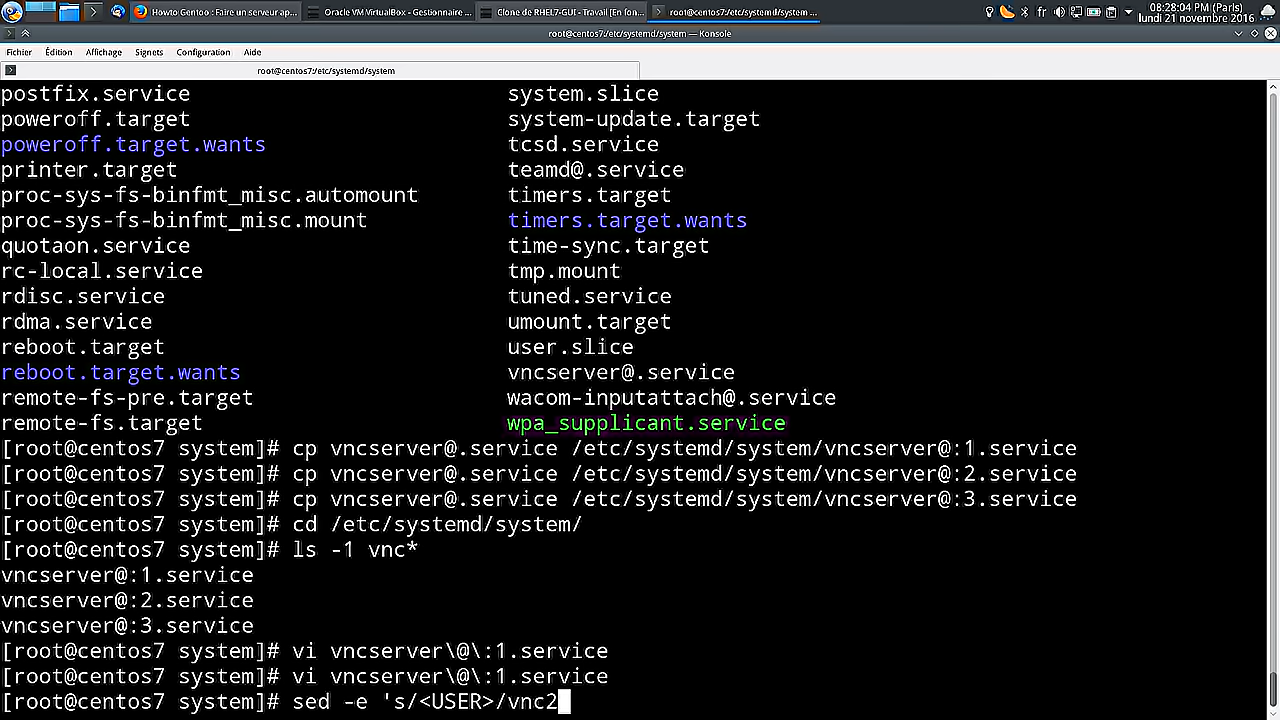 Howto Gentoo : Faire un serveur ap... Oracle VM VirtualBox - Gestionnaire ... Clone de RHEL7-GUI - Travail [En fon... root@centos7:/etc/systemd/system ... fr 08:28:04 PM (Paris)
lundi 21 novembre 2016
root@centos7:/etc/systemd/system — Konsole
Fichier Édition Affichage Signets Configuration Aide
root@centos7:/etc/systemd/system
postfix.service system.slice
poweroff.target system-update.target
poweroff.target.wants tcsd.service
printer.target teamd@.service
proc-sys-fs-binfmt_misc.automount timers.target
proc-sys-fs-binfmt_misc.mount timers.target.wants
quotaon.service time-sync.target
rc-local.service tmp.mount
rdisc.service tuned.service
rdma.service umount.target
reboot.target user.slice
reboot.target.wants vncserver@.service
remote-fs-pre.target wacom-inputattach@.service
remote-fs.target wpa_supplicant.service
[root@centos7 system]# cp vncserver@.service /etc/systemd/system/vncserver@:1.service
[root@centos7 system]# cp vncserver@.service /etc/systemd/system/vncserver@:2.service
[root@centos7 system]# cp vncserver@.service /etc/systemd/system/vncserver@:3.service
[root@centos7 system]# cd /etc/systemd/system/
[root@centos7 system]# ls -1 vnc*
vncserver@:1.service
vncserver@:2.service
vncserver@:3.service
[root@centos7 system]# vi vncserver\@\:1.service
[root@centos7 system]# vi vncserver\@\:1.service
[root@centos7 system]# sed -e 's/<USER>/vnc2